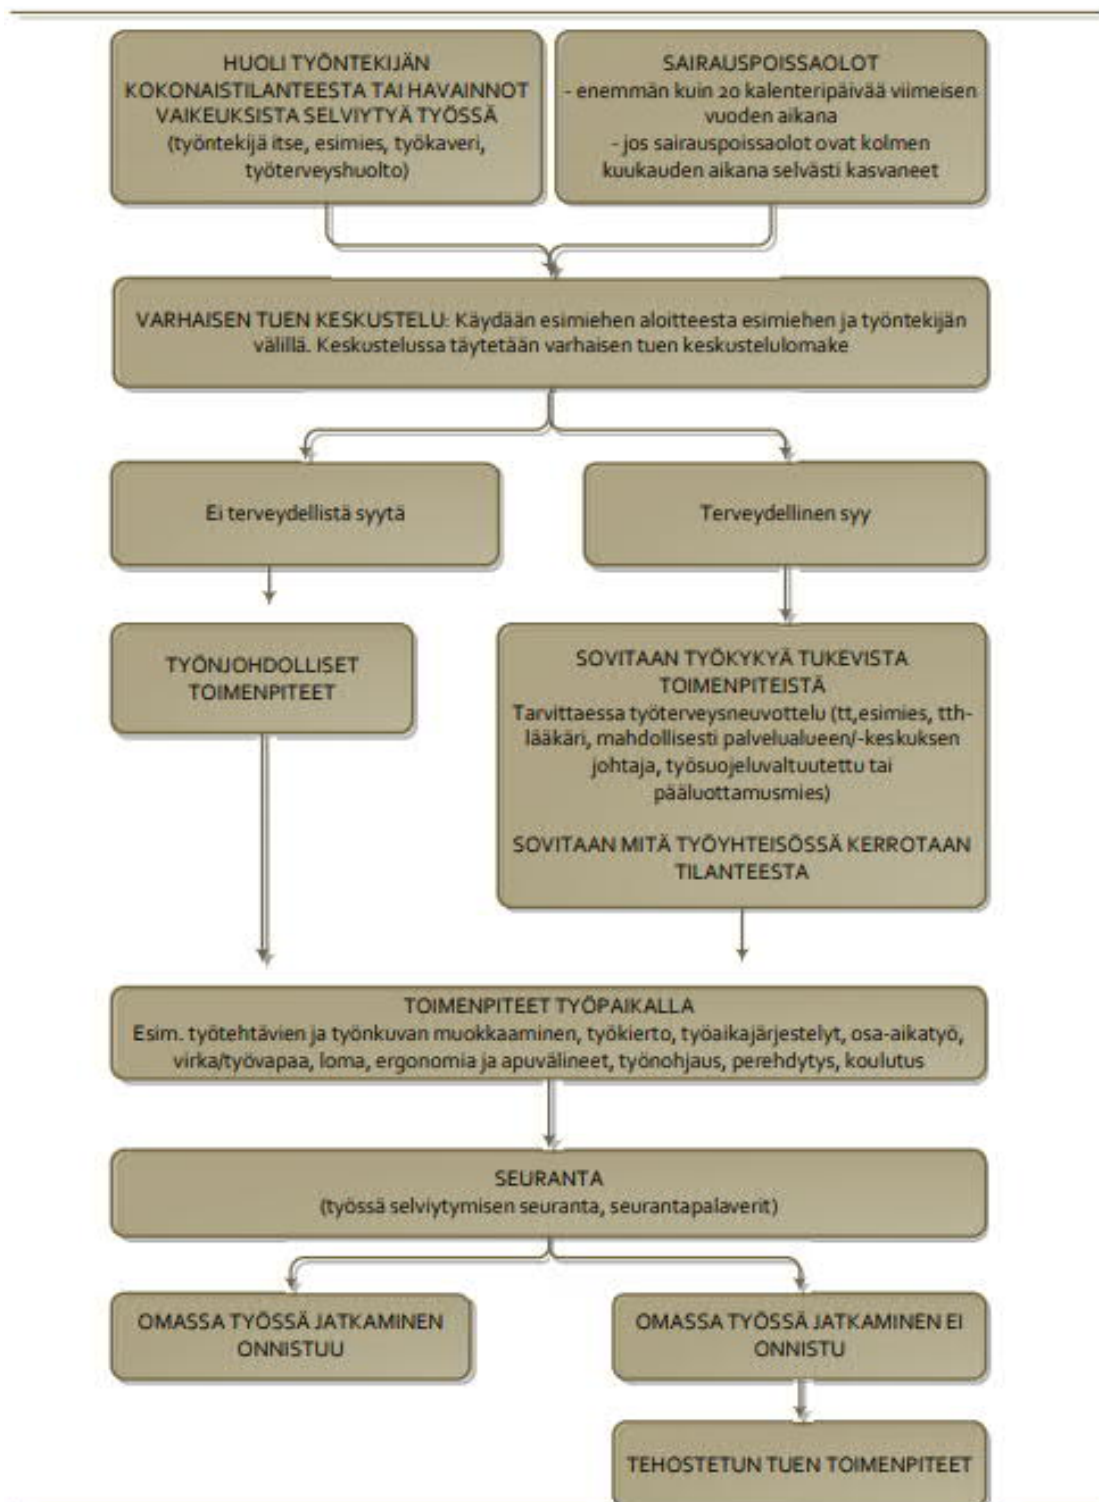 HUOLI TYÖNTEKIJÄN
KOKONAISTILANTEESTA TAI HAVAINNOT
VAIKEUKSISTA SELVIYTYÄ TYÖSSÄ
(työntekijä itse, esimies, työkaveri,
työterveyshuolto)
SAIRAUSPOISSAOLOT
- enemmän kuin 20 kalenteripäivää viimeisen
vuoden aikana
- jos sairauspoissaolot ovat kolmen
kuukauden aikana selvästi kasvaneet
VARHAISEN TUEN KESKUSTELU: Käydään esimiehen aloitteesta esimiehen ja työntekijän
välillä. Keskustelussa täytetään varhaisen tuen keskustelulomake
Ei terveydellistä syytä
Terveydellinen syy
TYÖNJOHDOLLISET
TOIMENPITEET
SOVITAAN TYÖKYKYÄ TUKEVISTA
TOIMENPITEISTÄ
Tarvittaessa työterveysneuvottelu (tt,esimies, tth-
lääkäri, mahdollisesti palvelualueen/-keskuksen
johtaja, työsuojeluvaltuutettu tai
pääluottamusmies)
SOVITAAN MITÄ TYÖYHTEISÖSSÄ KERROTAAN
TILANTEESTA
TOIMENPITEET TYÖPAIKALLA
Esim. työtehtävien ja työnkuvan muokkaaminen, työkierto, työaikajärjestelyt, osa-aikatyö,
virka/työvapaa, loma, ergonomia ja apuvälineet, työnohjaus, perehdytys, koulutus
SEURANTA
(työssä selviytymisen seuranta, seurantapalaverit)
OMASSA TYÖSSÄ JATKAMINEN
ONNISTUU
OMASSA TYÖSSÄ JATKAMINEN EI
ONNISTU
TEHOSTETUN TUEN TOIMENPITEET